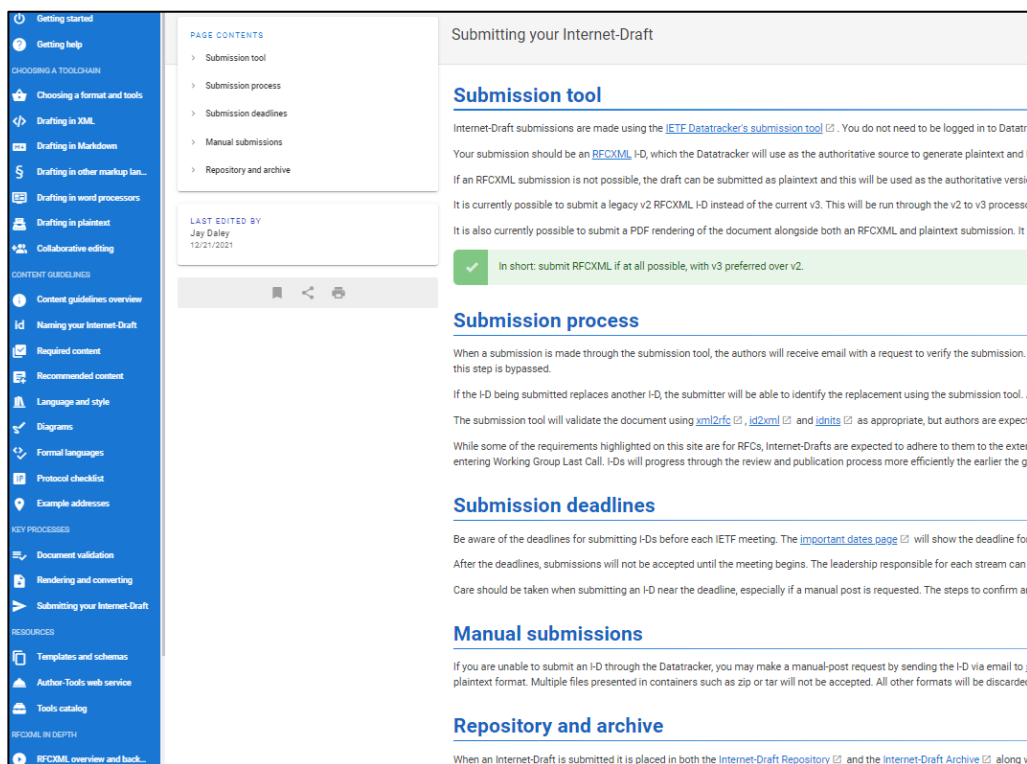 Getting started
Getting help
CHOOSING A TOOLCHAIN
Choosing a format and tools
Drafting in XML
Drafting in Markdown
Drafting in other markup lan...
Drafting in word processors
Drafting in plaintext
Collaborative editing
CONTENT GUIDELINES
Content guidelines overview
id Naming your Internet-Draft
Required content
Recommended content
Language and style
Diagrams
Formal languages
IP Protocol checklist
Example addresses
KEY PROCESSES
Document validation
Rendering and converting
Submitting your Internet-Draft
RESOURCES
Templates and schemas
Author-Tools web service
Tools catalog
RFCXML IN DEPTH
RFCXML overview and back...
PAGE CONTENTS
Submission tool
Submission process
Submission deadlines
Manual submissions
Repository and archive
LAST EDITED BY
Jay Daley
12/21/2021
Submitting your Internet-Draft
Submission tool
Internet-Draft submissions are made using the IETF Datatracker's submission tool. You do not need to be logged in to Datatr
Your submission should be an RFCXML I-D, which the Datatracker will use as the authoritative source to generate plaintext and
If an RFCXML submission is not possible, the draft can be submitted as plaintext and this will be used as the authoritative versi
It is currently possible to submit a legacy v2 RFCXML I-D instead of the current v3. This will be run through the v2 to v3 process
It is also currently possible to submit a PDF rendering of the document alongside both an RFCXML and plaintext submission. It
In short: submit RFCXML if at all possible, with v3 preferred over v2.
Submission process
When a submission is made through the submission tool, the authors will receive email with a request to verify the submission.
this step is bypassed.
If the I-D being submitted replaces another I-D, the submitter will be able to identify the replacement using the submission tool.
The submission tool will validate the document using xml2rfc, id2xml and idnits as appropriate, but authors are expect
While some of the requirements highlighted on this site are for RFCs, Internet-Drafts are expected to adhere to them to the exte
entering Working Group Last Call. I-Ds will progress through the review and publication process more efficiently the earlier the g
Submission deadlines
Be aware of the deadlines for submitting I-Ds before each IETF meeting. The important dates page will show the deadline for
After the deadlines, submissions will not be accepted until the meeting begins. The leadership responsible for each stream can
Care should be taken when submitting an I-D near the deadline, especially if a manual post is requested. The steps to confirm a
Manual submissions
If you are unable to submit an I-D through the Datatracker, you may make a manual-post request by sending the I-D via email to
plaintext format. Multiple files presented in containers such as zip or tar will not be accepted. All other formats will be discarded
Repository and archive
When an Internet-Draft is submitted it is placed in both the Internet-Draft Repository and the Internet-Draft Archive along